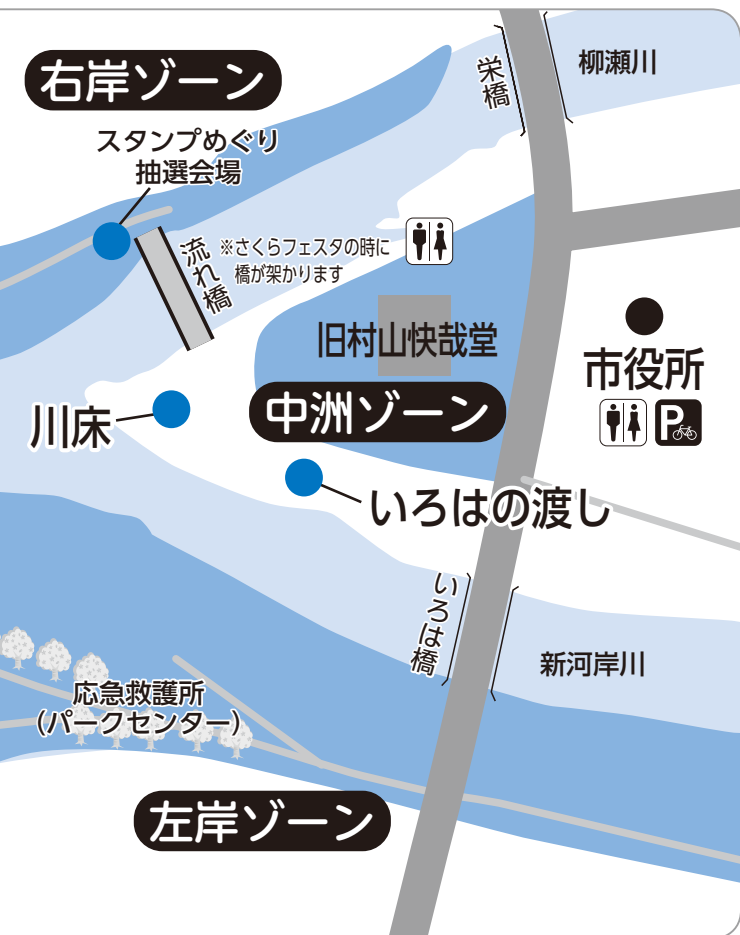 右岸ゾーン
スタンプめぐり
抽選会場
栄橋
柳瀬川
流れ橋
※さくらフェスタの時に
橋が架かります
旧村山快哉堂
市役所
P
中洲ゾーン
川床
いろはの渡し
いろは橋
新河岸川
応急救護所
(パークセンター)
左岸ゾーン